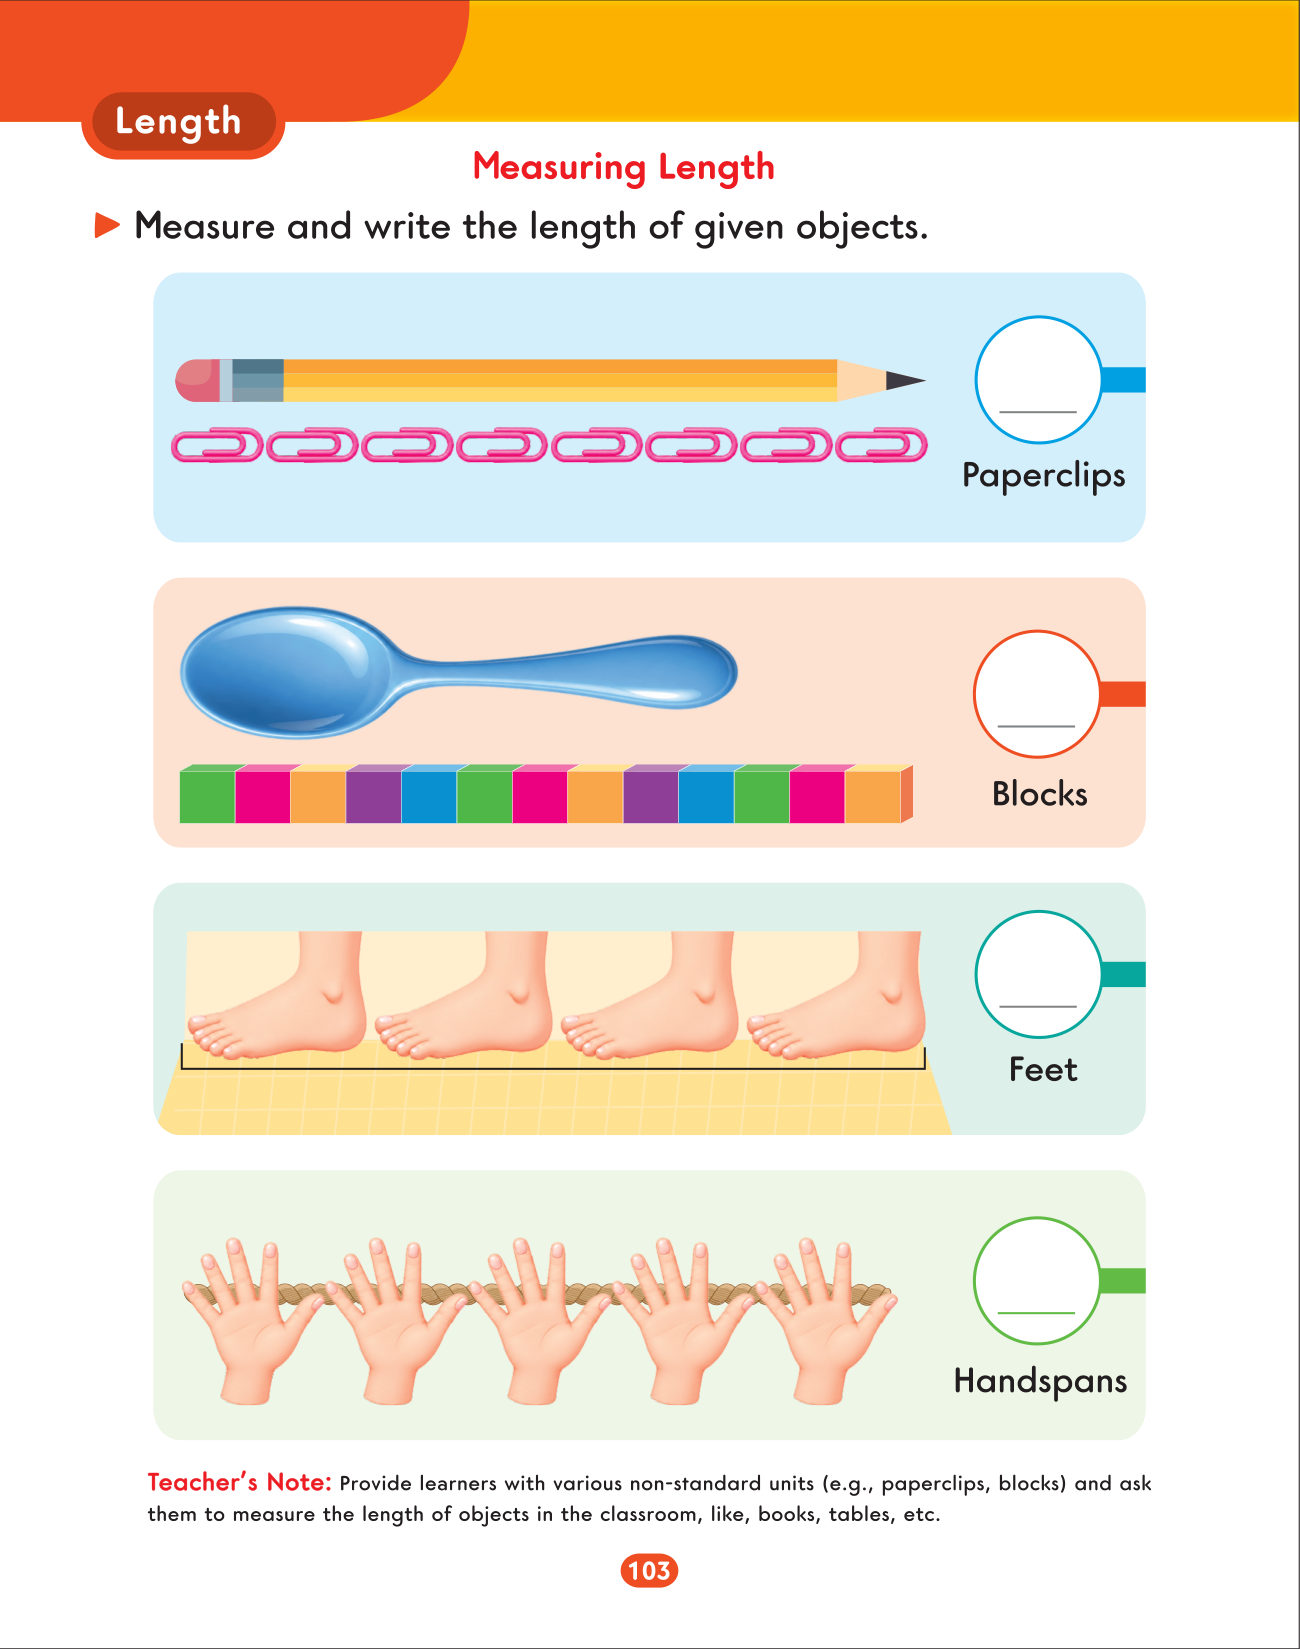 Length
Measuring Length
Measure and write the length of given objects.
Paperclips
Blocks
Feet
Handspans
Teacher's Note: Provide learners with various non-standard units (e.g., paperclips, blocks) and ask
them to measure the length of objects in the classroom, like, books, tables, etc.
103